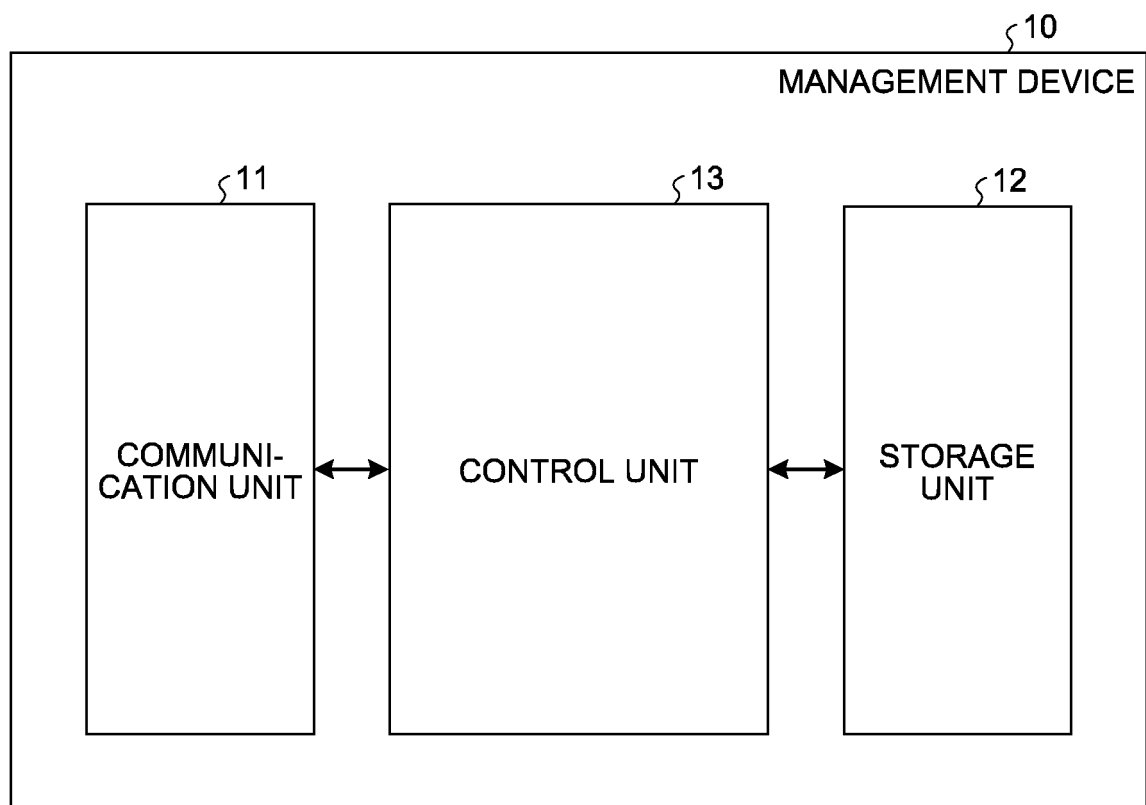 10
MANAGEMENT DEVICE
11
13
12
COMMUNI-
CATION UNIT
CONTROL UNIT
STORAGE
UNIT